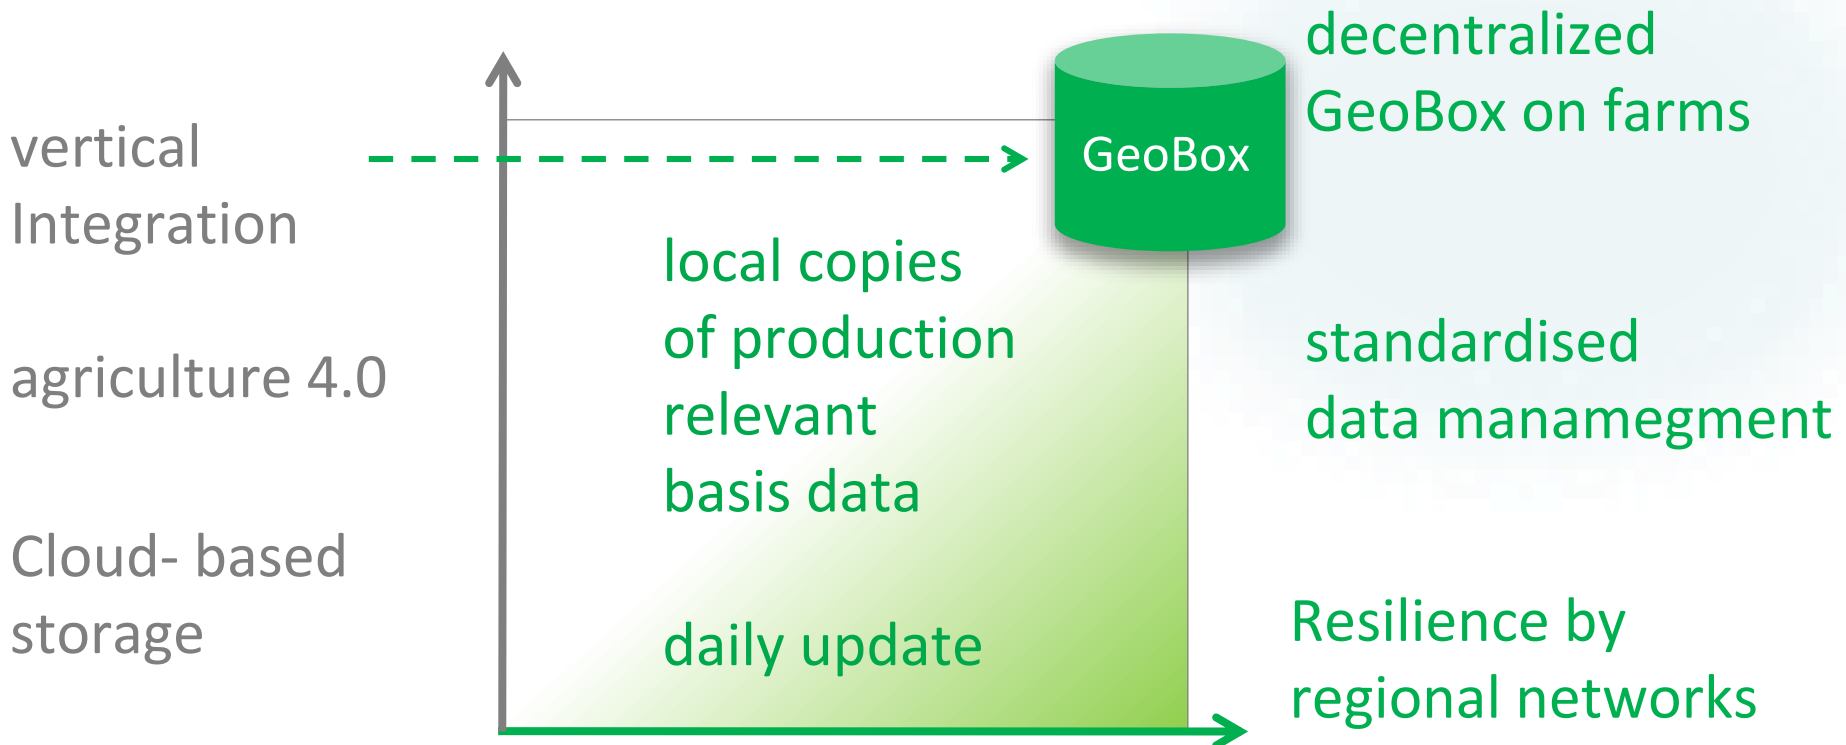 vertical
Integration
agriculture 4.0
Cloud- based
storage
local copies
of production
relevant
basis data
daily update
GeoBox
decentralized
GeoBox on farms
standardised
data manamegment
Resilience by
regional networks